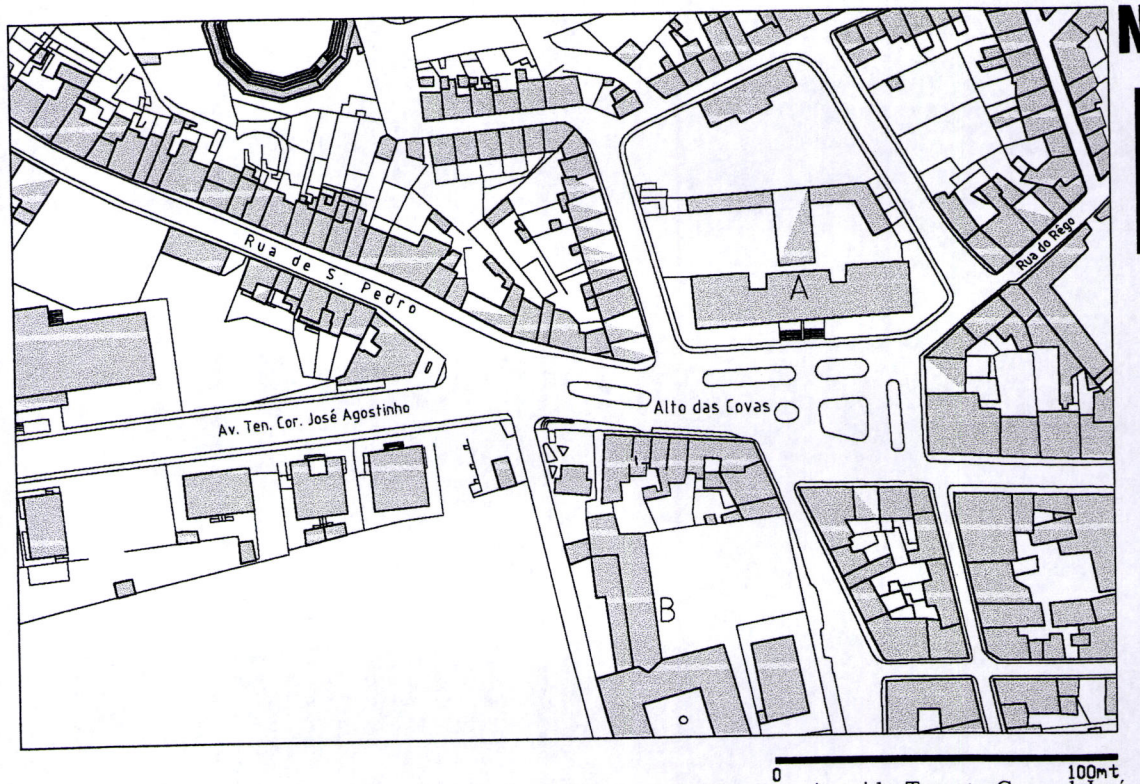 N
Rua de S. Pedro
A
Rua do Rêgo
Av. Ten. Cor. José Agostinho
Alto das Covas
B
0 100mt